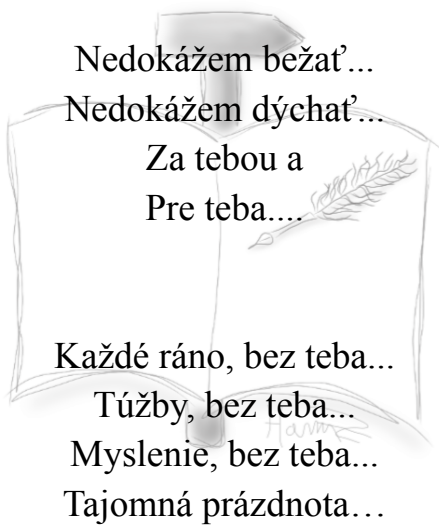 Nedokážem bežať...
Nedokážem dýchať...
Za tebou a
Pre teba....
Každé ráno, bez teba...
Túžby, bez teba...
Myslenie, bez teba...
Tajomná prázdnota…